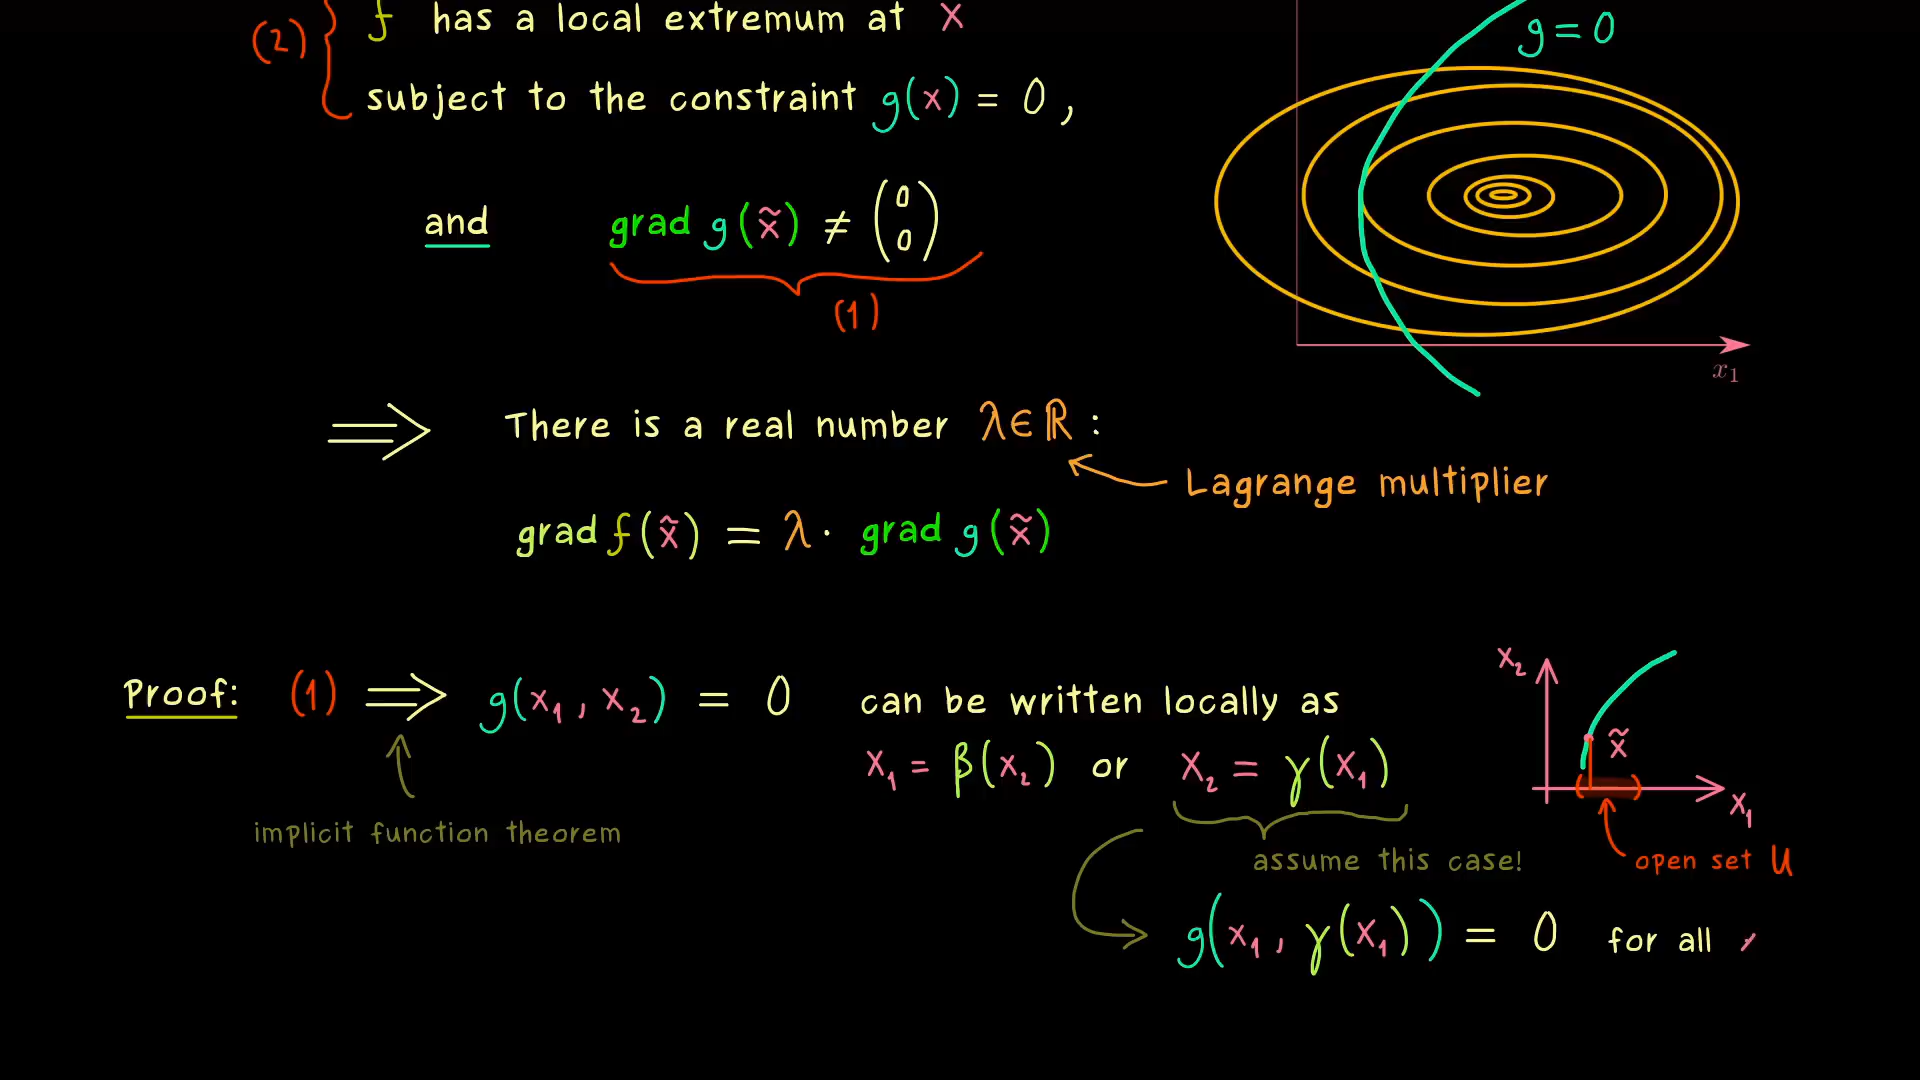 (2) f has a local extremum at x̃
g = 0
subject to the constraint g(x) = 0 ,
and grad g(x̃) ≠ (0 0)
(1)
x₁
⟹ There is a real number λ∈ℝ :
Lagrange multiplier
grad f(x̃) = λ · grad g(x̃)
Proof: (1) ⟹ g(x₁, x₂) = 0 can be written locally as
x₁ = β(x₂) or x₂ = γ(x₁)
x₂
x̃
x₁
implicit function theorem
assume this case!
open set U
g(x₁, γ(x₁)) = 0 for all